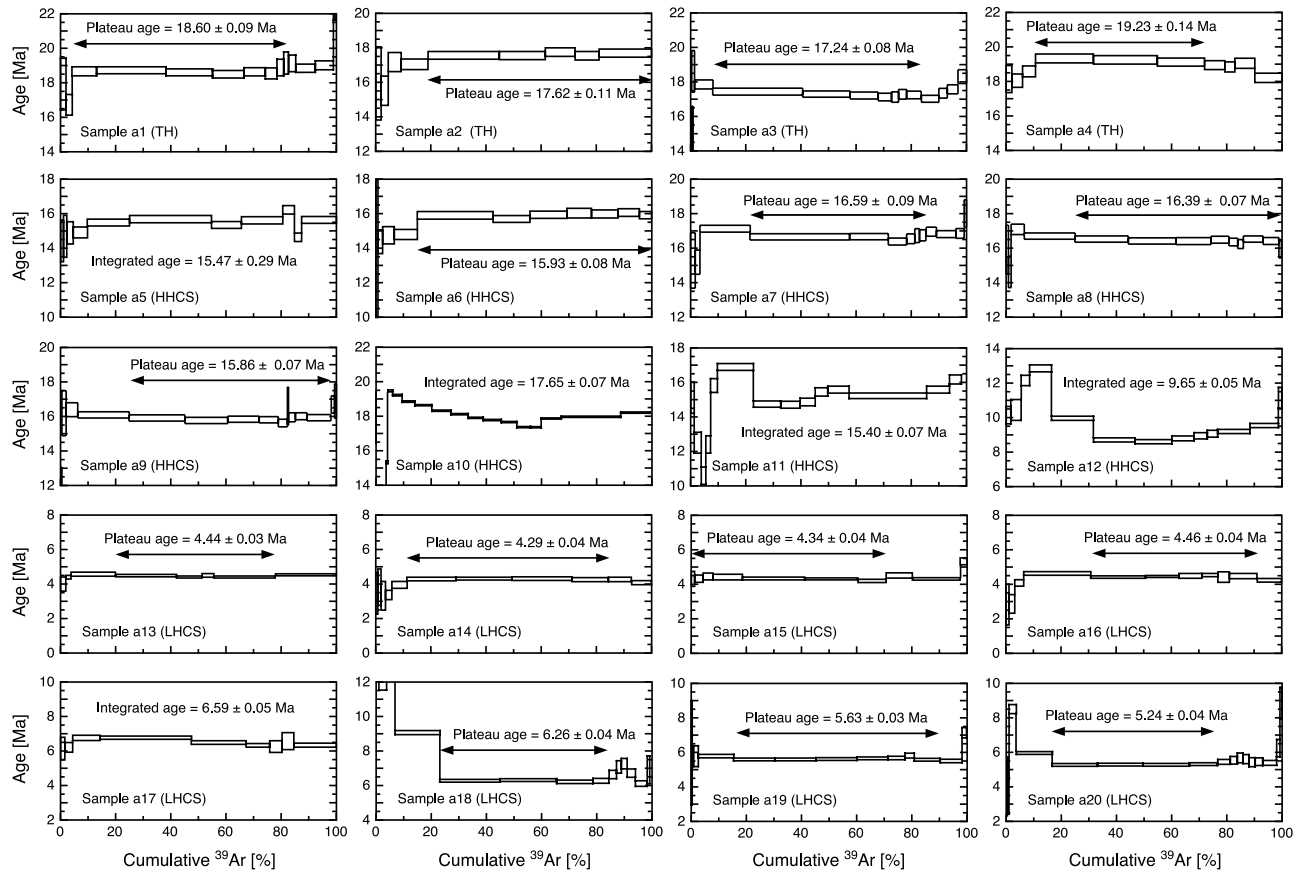 22
20
18
16
14
Age [Ma]
Plateau age = 18.60 ± 0.09 Ma
Sample a1 (TH)
20
18
16
14
12
Plateau age = 17.62 ± 0.11 Ma
Sample a2 (TH)
22
20
18
16
14
Plateau age = 17.24 ± 0.08 Ma
Sample a3 (TH)
22
20
18
16
14
Plateau age = 19.23 ± 0.14 Ma
Sample a4 (TH)
18
16
14
12
10
Age [Ma]
Integrated age = 15.47 ± 0.29 Ma
Sample a5 (HHCS)
18
16
14
12
10
Plateau age = 15.93 ± 0.08 Ma
Sample a6 (HHCS)
20
18
16
14
12
Plateau age = 16.59 ± 0.09 Ma
Sample a7 (HHCS)
20
18
16
14
12
Plateau age = 16.39 ± 0.07 Ma
Sample a8 (HHCS)
20
18
16
14
12
Age [Ma]
Plateau age = 15.86 ± 0.07 Ma
Sample a9 (HHCS)
22
20
18
16
14
Integrated age = 17.65 ± 0.07 Ma
Sample a10 (HHCS)
18
16
14
12
10
Integrated age = 15.40 ± 0.07 Ma
Sample a11 (HHCS)
14
12
10
8
6
Integrated age = 9.65 ± 0.05 Ma
Sample a12 (HHCS)
8
6
4
2
0
Age [Ma]
Plateau age = 4.44 ± 0.03 Ma
Sample a13 (LHCS)
8
6
4
2
0
Plateau age = 4.29 ± 0.04 Ma
Sample a14 (LHCS)
8
6
4
2
0
Plateau age = 4.34 ± 0.04 Ma
Sample a15 (LHCS)
8
6
4
2
0
Plateau age = 4.46 ± 0.04 Ma
Sample a16 (LHCS)
10
8
6
4
2
Age [Ma]
Integrated age = 6.59 ± 0.05 Ma
Sample a17 (LHCS)
0 20 40 60 80 100
Cumulative ³⁹Ar [%]
12
10
8
6
4
Plateau age = 6.26 ± 0.04 Ma
Sample a18 (LHCS)
0 20 40 60 80 100
Cumulative ³⁹Ar [%]
10
8
6
4
2
Plateau age = 5.63 ± 0.03 Ma
Sample a19 (LHCS)
0 20 40 60 80 100
Cumulative ³⁹Ar [%]
10
8
6
4
2
Plateau age = 5.24 ± 0.04 Ma
Sample a20 (LHCS)
0 20 40 60 80 100
Cumulative ³⁹Ar [%]